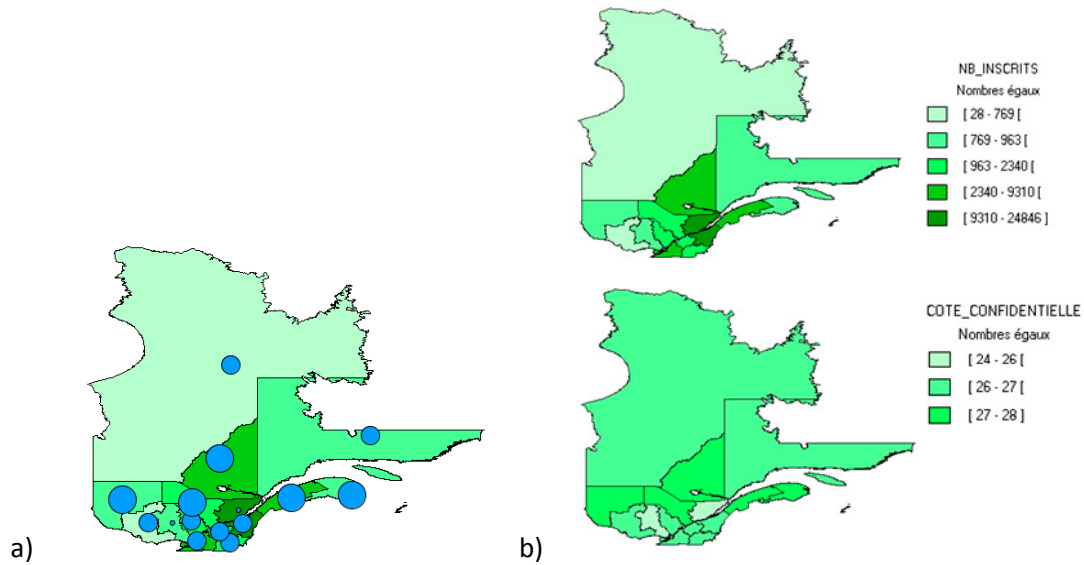 NB_INSCRITS
Nombres égaux
[ 28 - 769 [
[ 769 - 963 [
[ 963 - 2340 [
[ 2340 - 9310 [
[ 9310 - 24846 ]
COTE_CONFIDENTIELLE
Nombres égaux
[ 24 - 26 [
[ 26 - 27 [
[ 27 - 28 ]
a)
b)